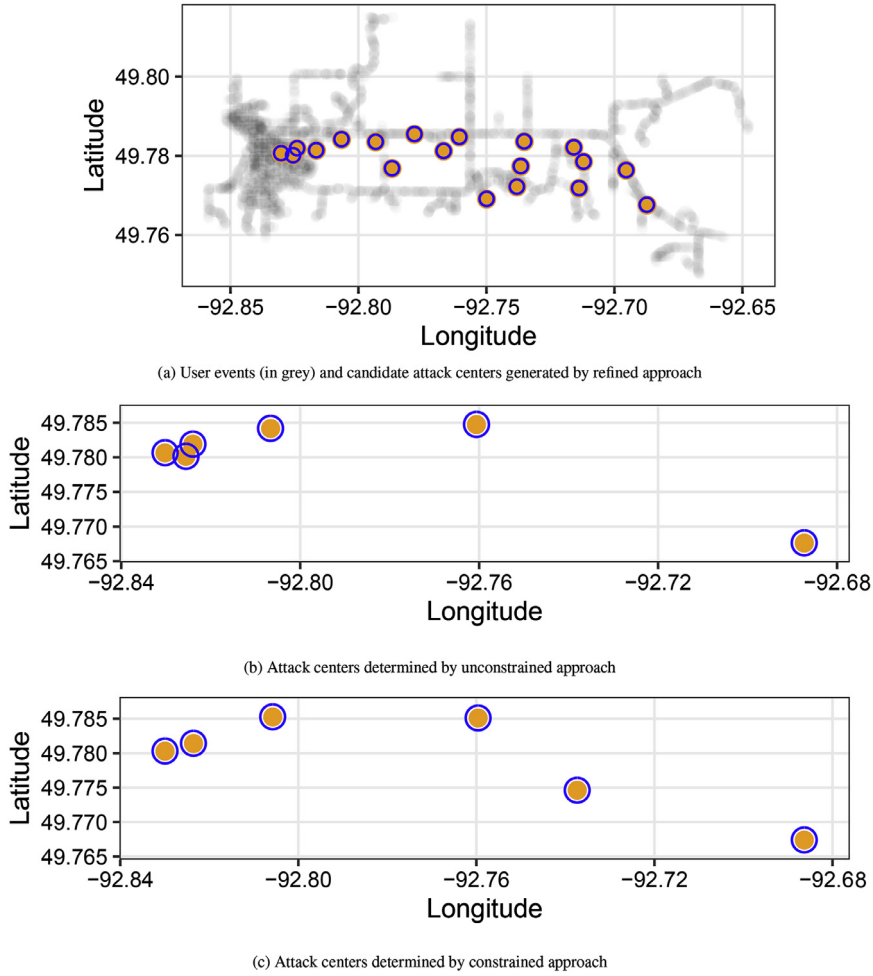 49.80
49.78
49.76
Latitude
−92.85 −92.80 −92.75 −92.70 −92.65
Longitude
(a) User events (in grey) and candidate attack centers generated by refined approach
49.785
49.780
49.775
49.770
49.765
Latitude
−92.84 −92.80 −92.76 −92.72 −92.68
Longitude
(b) Attack centers determined by unconstrained approach
49.785
49.780
49.775
49.770
49.765
Latitude
−92.84 −92.80 −92.76 −92.72 −92.68
Longitude
(c) Attack centers determined by constrained approach